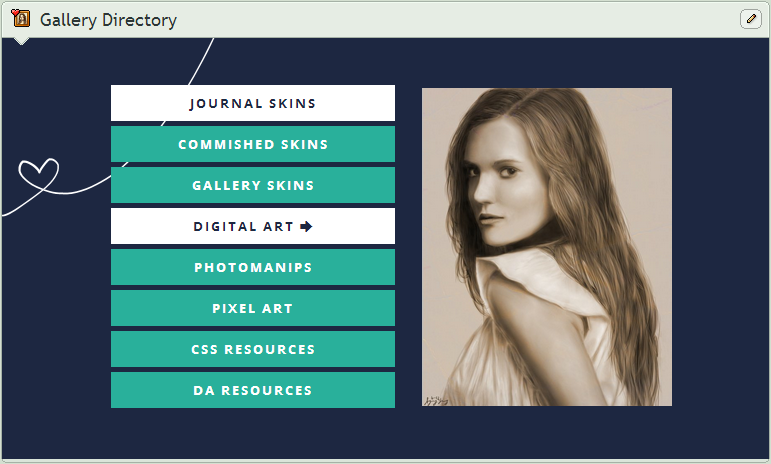 Gallery Directory
JOURNAL SKINS
COMMISHED SKINS
GALLERY SKINS
DIGITAL ART
PHOTOMANIPS
PIXEL ART
CSS RESOURCES
DA RESOURCES